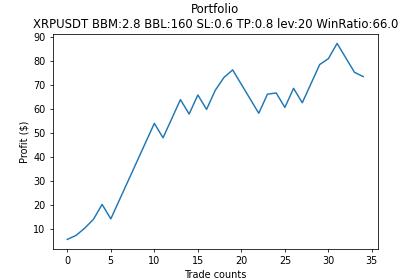 Portfolio
XRPUSDT BBM:2.8 BBL:160 SL:0.6 TP:0.8 lev:20 WinRatio:66.0
90
80
70
60
50
40
30
20
10
Profit ($)
0 5 10 15 20 25 30 35
Trade counts